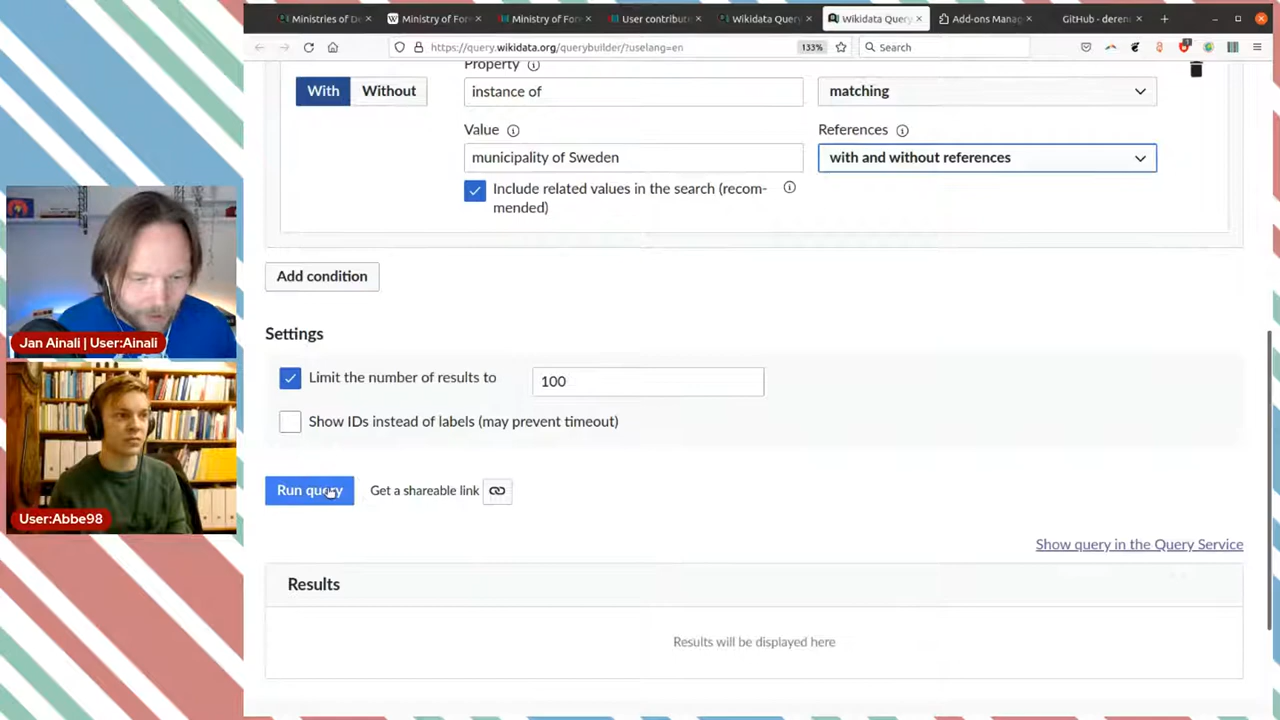 Ministries of De
Ministry of For
Ministry of For
User contribute
Wikidata Query
Wikidata Query
Add-ons Manag
GitHub - deren
https://query.wikidata.org/querybuilder/?uselang=en
133%
Search
Property
With
Without
instance of
matching
Value
References
municipality of Sweden
with and without references
Include related values in the search (recom-
mended)
Add condition
Settings
Limit the number of results to
100
Show IDs instead of labels (may prevent timeout)
Run query
Get a shareable link
Show query in the Query Service
Results
Results will be displayed here
Jan Ainali | User:Ainali
User:Abbe98